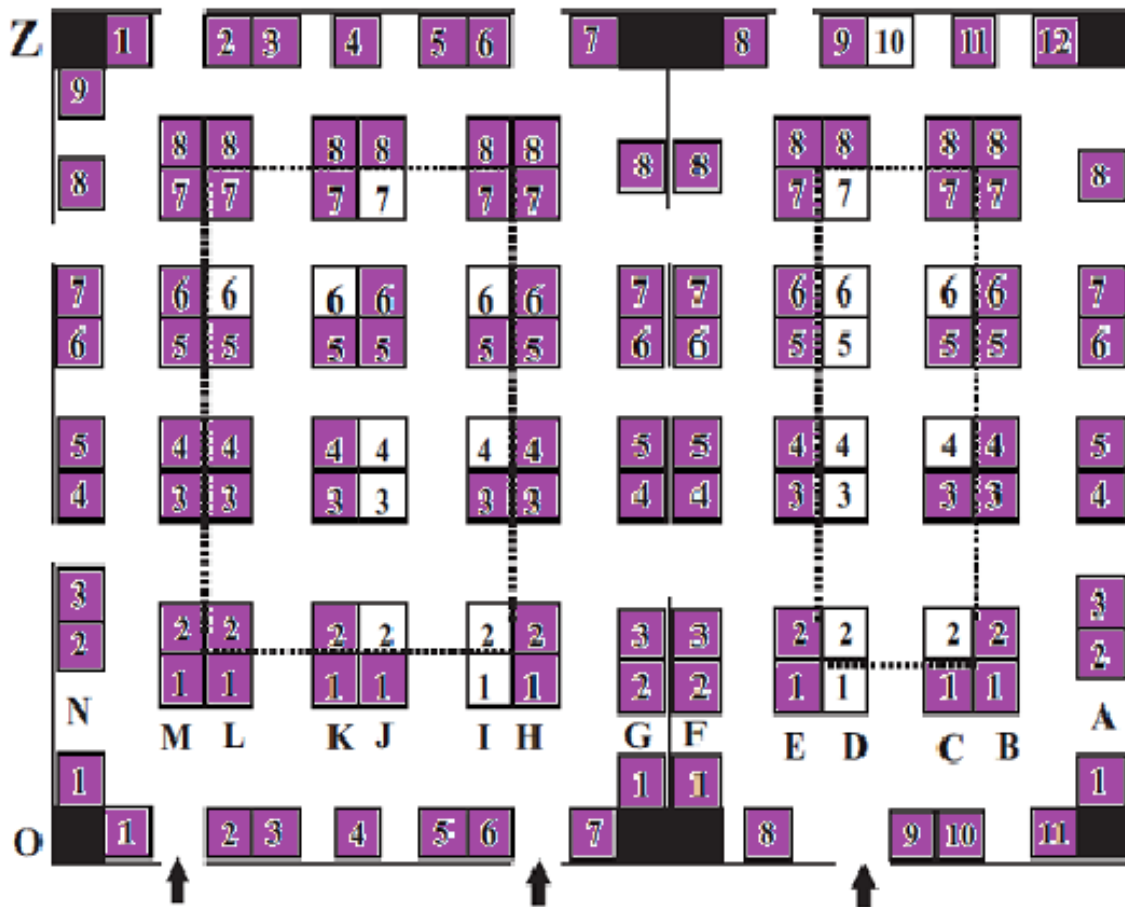 Z 1 2 3 4 5 6 7 8 9 10 11 12
9
8 8 8 8 8 8 8 8 8 8
8 8 8 8
7 7 7 7 7 7 7 7 7 7
7 6 6 6 6 6 6 7 7 6 6 6 6 7
6 5 5 5 5 5 5 6 6 5 5 5 5 6
5 4 4 4 4 4 4 5 5 4 4 4 4 5
4 3 3 3 3 3 3 4 4 3 3 3 3 4
3 2 2 2 2 2 2 3 3 2 2 2 2 3
2 1 1 1 1 1 1 2 2 1 1 1 1 2
N M L K J I H G F E D C B A
1 1 1 1
O 1 2 3 4 5 6 7 8 9 10 11